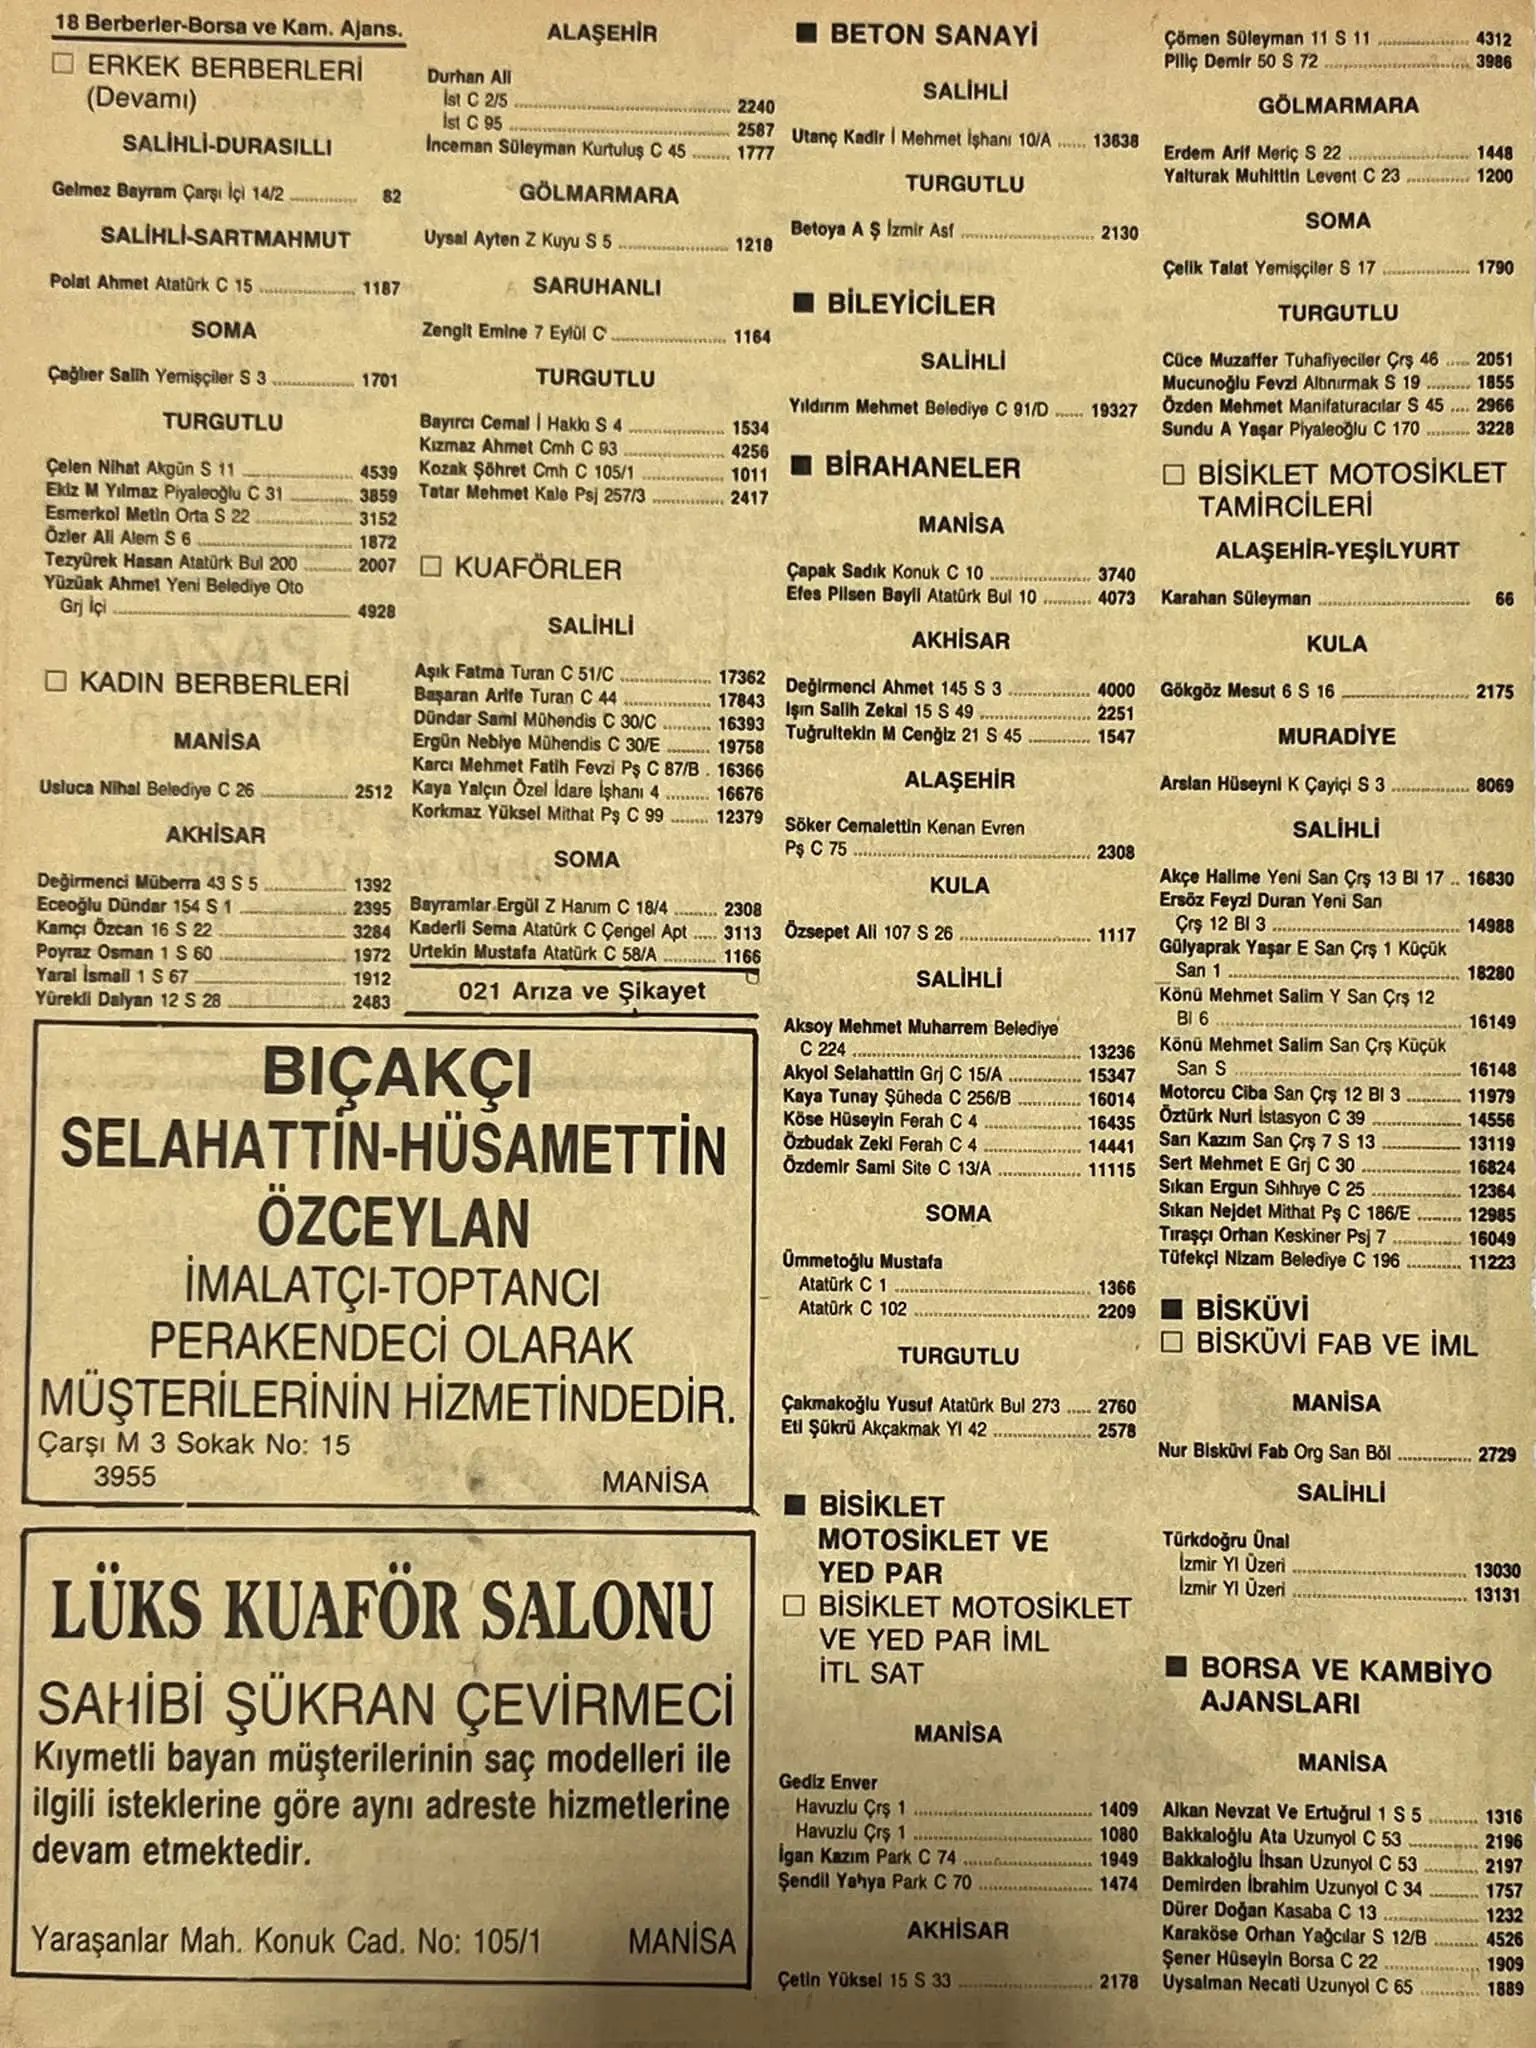 18 Berberler-Borsa ve Kam. Ajans.
□ ERKEK BERBERLERİ
(Devamı)
SALİHLİ-DURASILLI
Gelmez Bayram Çarşı İçi 14/2 ............ 82
SALİHLİ-SARTMAHMUT
Polat Ahmet Atatürk C 15 ............ 1187
SOMA
Çağlıer Salih Yemişçiler S 3 ............ 1701
TURGUTLU
Çelen Nihat Akgün S 11 ............ 4539
Ekiz M Yılmaz Piyaleoğlu C 31 ............ 3859
Esmerkol Metin Orta S 22 ............ 3152
Özler Ali Alem S 6 ............ 1872
Tezyürek Hasan Atatürk Bul 200 ............ 2007
Yüzüak Ahmet Yeni Belediye Oto
Grj İçi ............ 4928
□ KADIN BERBERLERİ
MANİSA
Usluca Nihal Belediye C 26 ............ 2512
AKHİSAR
Değirmenci Müberra 43 S 5 ............ 1392
Eceoğlu Dündar 154 S 1 ............ 2395
Kamçı Özcan 16 S 22 ............ 3284
Poyraz Osman 1 S 60 ............ 1972
Yaral İsmail 1 S 67 ............ 1912
Yürekli Dalyan 12 S 28 ............ 2483
ALAŞEHİR
Durhan Ali
İst C 2/5 ............ 2240
İst C 95 ............ 2587
İnceman Süleyman Kurtuluş C 45 ........ 1777
GÖLMARMARA
Uysal Ayten Z Kuyu S 5 ............ 1218
SARUHANLI
Zengit Emine 7 Eylül C ............ 1164
TURGUTLU
Bayırcı Cemal İ Hakkı S 4 ............ 1534
Kızmaz Ahmet Cmh C 93 ............ 4256
Kozak Şöhret Cmh C 105/1 ............ 1011
Tatar Mehmet Kale Psj 257/3 ............ 2417
□ KUAFÖRLER
SALİHLİ
Aşık Fatma Turan C 51/C ............ 17362
Başaran Arife Turan C 44 ............ 17843
Dündar Sami Mühendis C 30/C ............ 16393
Ergün Nebiye Mühendis C 30/E ........ 19758
Karcı Mehmet Fatih Fevzi Pş C 87/B . 16366
Kaya Yalçın Özel İdare İşhanı 4 ........ 16676
Korkmaz Yüksel Mithat Pş C 99 ........ 12379
SOMA
Bayramlar Ergül Z Hanım C 18/4 ........ 2308
Kaderli Sema Atatürk C Çengel Apt ..... 3113
Urtekin Mustafa Atatürk C 58/A ............ 1166
021 Arıza ve Şikayet
BIÇAKÇI
SELAHATTİN-HÜSAMETTİN
ÖZCEYLAN
İMALATÇI-TOPTANCI
PERAKENDECİ OLARAK
MÜŞTERİLERİNİN HİZMETİNDEDİR.
Çarşı M 3 Sokak No: 15
3955 MANİSA
LÜKS KUAFÖR SALONU
SAHİBİ ŞÜKRAN ÇEVİRMECİ
Kıymetli bayan müşterilerinin saç modelleri ile
ilgili isteklerine göre aynı adreste hizmetlerine
devam etmektedir.
Yaraşanlar Mah. Konuk Cad. No: 105/1 MANİSA
■ BETON SANAYİ
SALİHLİ
Utanç Kadir İ Mehmet İşhanı 10/A ...... 13638
TURGUTLU
Betoya A Ş İzmir Asf ............ 2130
■ BİLEYİCİLER
SALİHLİ
Yıldırım Mehmet Belediye C 91/D ...... 19327
■ BİRAHANELER
MANİSA
Çapak Sadık Konuk C 10 ............ 3740
Efes Pilsen Bayii Atatürk Bul 10 .......... 4073
AKHİSAR
Değirmenci Ahmet 145 S 3 ............ 4000
Işın Salih Zekai 15 S 49 ............ 2251
Tuğrultekin M Cengiz 21 S 45 ............ 1547
ALAŞEHİR
Söker Cemalettin Kenan Evren
Pş C 75 ............ 2308
KULA
Özsepet Ali 107 S 26 ............ 1117
SALİHLİ
Aksoy Mehmet Muharrem Belediye
C 224 ............ 13236
Akyol Selahattin Grj C 15/A ............ 15347
Kaya Tunay Şüheda C 256/B ............ 16014
Köse Hüseyin Ferah C 4 ............ 16435
Özbudak Zeki Ferah C 4 ............ 14441
Özdemir Sami Site C 13/A ............ 11115
SOMA
Ümmetoğlu Mustafa
Atatürk C 1 ............ 1366
Atatürk C 102 ............ 2209
TURGUTLU
Çakmakoğlu Yusuf Atatürk Bul 273 ..... 2760
Eti Şükrü Akçakmak Yl 42 ............ 2578
■ BİSİKLET
MOTOSİKLET VE
YED PAR
□ BİSİKLET MOTOSİKLET
VE YED PAR İML
İTL SAT
MANİSA
Gediz Enver
Havuzlu Çrş 1 ............ 1409
Havuzlu Çrş 1 ............ 1080
İgan Kazım Park C 74 ............ 1949
Şendil Yahya Park C 70 ............ 1474
AKHİSAR
Çetin Yüksel 15 S 33 ............ 2178
Çömen Süleyman 11 S 11 ............ 4312
Piliç Demir 50 S 72 ............ 3986
GÖLMARMARA
Erdem Arif Meriç S 22 ............ 1448
Yalturak Muhittin Levent C 23 ............ 1200
SOMA
Çelik Talat Yemişçiler S 17 ............ 1790
TURGUTLU
Cüce Muzaffer Tuhafiyeciler Çrş 46 ..... 2051
Mucunoğlu Fevzi Altınırmak S 19 ......... 1855
Özden Mehmet Manifaturacılar S 45 .... 2966
Sundu A Yaşar Piyaleoğlu C 170 ......... 3228
□ BİSİKLET MOTOSİKLET
TAMİRCİLERİ
ALAŞEHİR-YEŞİLYURT
Karahan Süleyman ............ 66
KULA
Gökgöz Mesut 6 S 16 ............ 2175
MURADİYE
Arslan Hüseyni K Çayiçi S 3 ............ 8069
SALİHLİ
Akçe Halime Yeni San Çrş 13 Bl 17 .. 16830
Ersöz Feyzi Duran Yeni San
Çrş 12 Bl 3 ............ 14988
Gülyaprak Yaşar E San Çrş 1 Küçük
San 1 ............ 18280
Könü Mehmet Salim Y San Çrş 12
Bl 6 ............ 16149
Könü Mehmet Salim San Çrş Küçük
San S ............ 16148
Motorcu Ciba San Çrş 12 Bl 3 ............ 11979
Öztürk Nuri İstasyon C 39 ............ 14556
Sarı Kazım San Çrş 7 S 13 ............ 13119
Sert Mehmet E Grj C 30 ............ 16824
Sıkan Ergun Sıhhıye C 25 ............ 12364
Sıkan Nejdet Mithat Pş C 186/E ......... 12985
Tıraşçı Orhan Keskiner Psj 7 ............ 16049
Tüfekçi Nizam Belediye C 196 ............ 11223
■ BİSKÜVİ
□ BİSKÜVİ FAB VE İML
MANİSA
Nur Bisküvi Fab Org San Böl ............ 2729
SALİHLİ
Türkdoğru Ünal
İzmir Yl Üzeri ............ 13030
İzmir Yl Üzeri ............ 13131
■ BORSA VE KAMBİYO
AJANSLARI
MANİSA
Alkan Nevzat Ve Ertuğrul 1 S 5 ............ 1316
Bakkaloğlu Ata Uzunyol C 53 ............ 2196
Bakkaloğlu İhsan Uzunyol C 53 ............ 2197
Demirden İbrahim Uzunyol C 34 ......... 1757
Dürer Doğan Kasaba C 13 ............ 1232
Karaköse Orhan Yağcılar S 12/B ......... 4526
Şener Hüseyin Borsa C 22 ............ 1909
Uysalman Necati Uzunyol C 65 ............ 1889